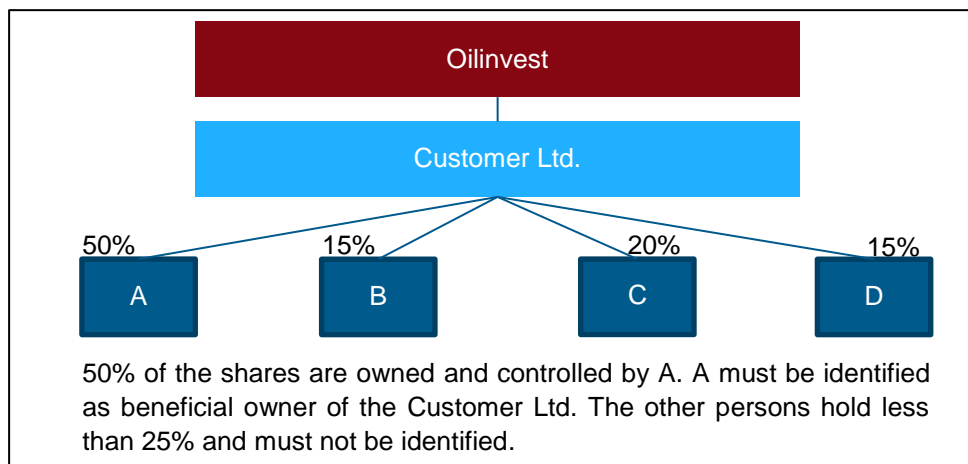 Oilinvest
Customer Ltd.
50%
15%
20%
15%
A
B
C
D
50% of the shares are owned and controlled by A. A must be identified
as beneficial owner of the Customer Ltd. The other persons hold less
than 25% and must not be identified.